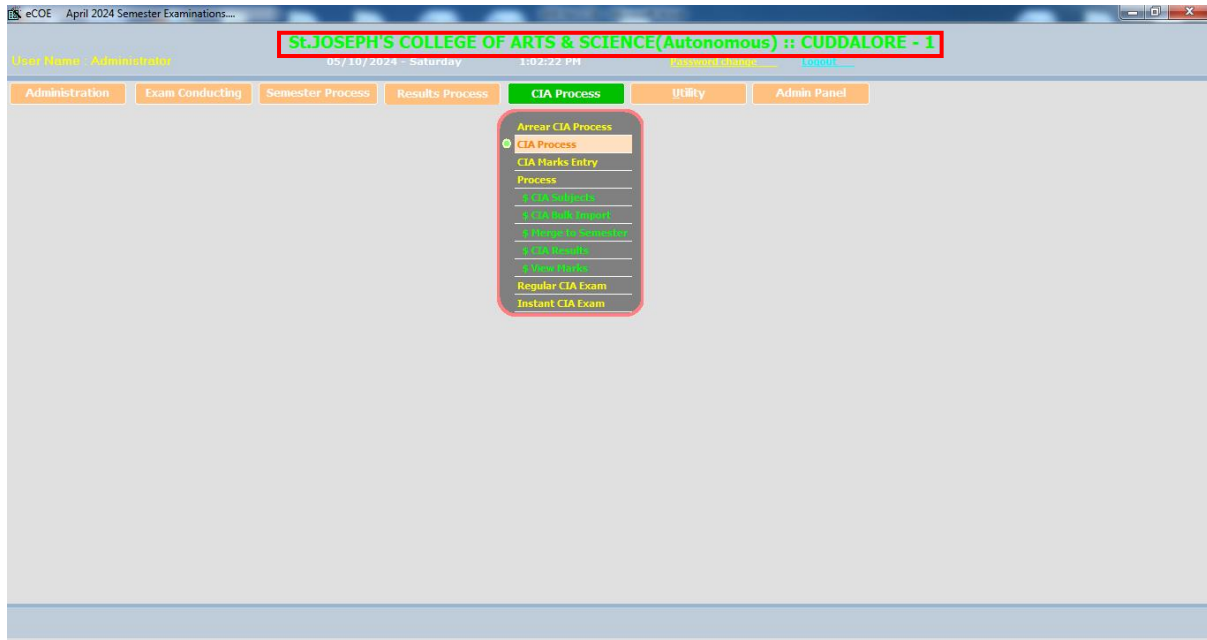 eCOE April 2024 Semester Examinations....
St.JOSEPH'S COLLEGE OF ARTS & SCIENCE(Autonomous) :: CUDDALORE - 1
User Name : Administrator 05/10/2024 - Saturday 1:02:22 PM Password change Logout
Administration Exam Conducting Semester Process Results Process CIA Process Utility Admin Panel
Arrear CIA Process
CIA Process
CIA Marks Entry
Process
$ CIA Subjects
$ CIA Bulk Import
$ Merge to Semester
$ CIA Results
$ View Marks
Regular CIA Exam
Instant CIA Exam